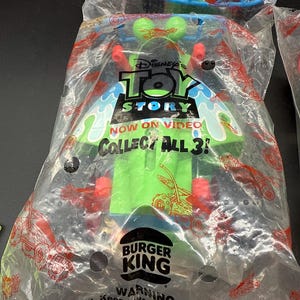 Disney's
TOY
STORY
NOW ON VIDEO
COLLECT ALL 3!
BURGER
KING
WARNING